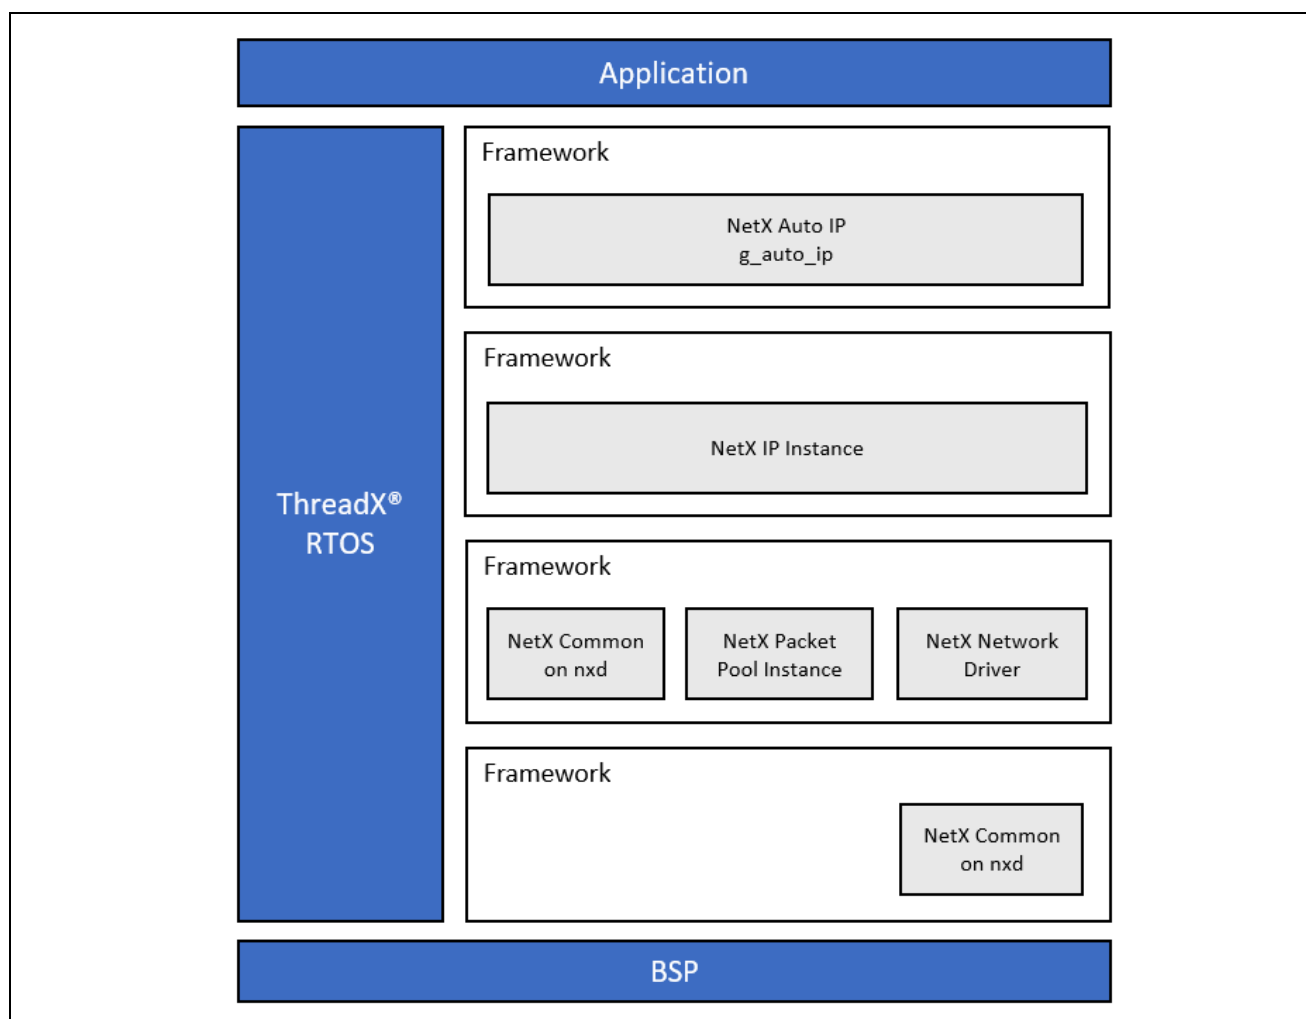 Application
ThreadX®
RTOS
Framework
NetX Auto IP
g_auto_ip
Framework
NetX IP Instance
Framework
NetX Common
on nxd
NetX Packet
Pool Instance
NetX Network
Driver
Framework
NetX Common
on nxd
BSP